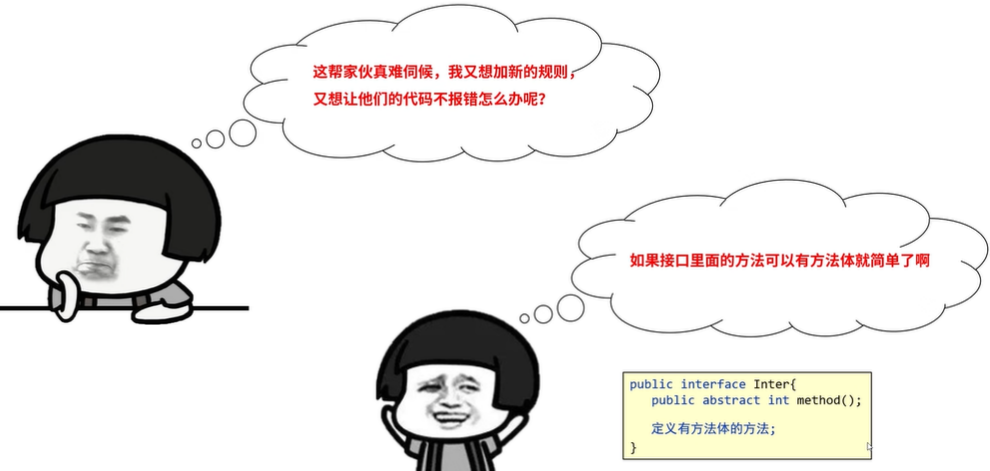 这帮家伙真难伺候，我又想加新的规则，
又想让他们的代码不报错怎么办呢？
如果接口里面的方法可以有方法体就简单了啊
public interface Inter{
public abstract int method();
定义有方法体的方法;
}